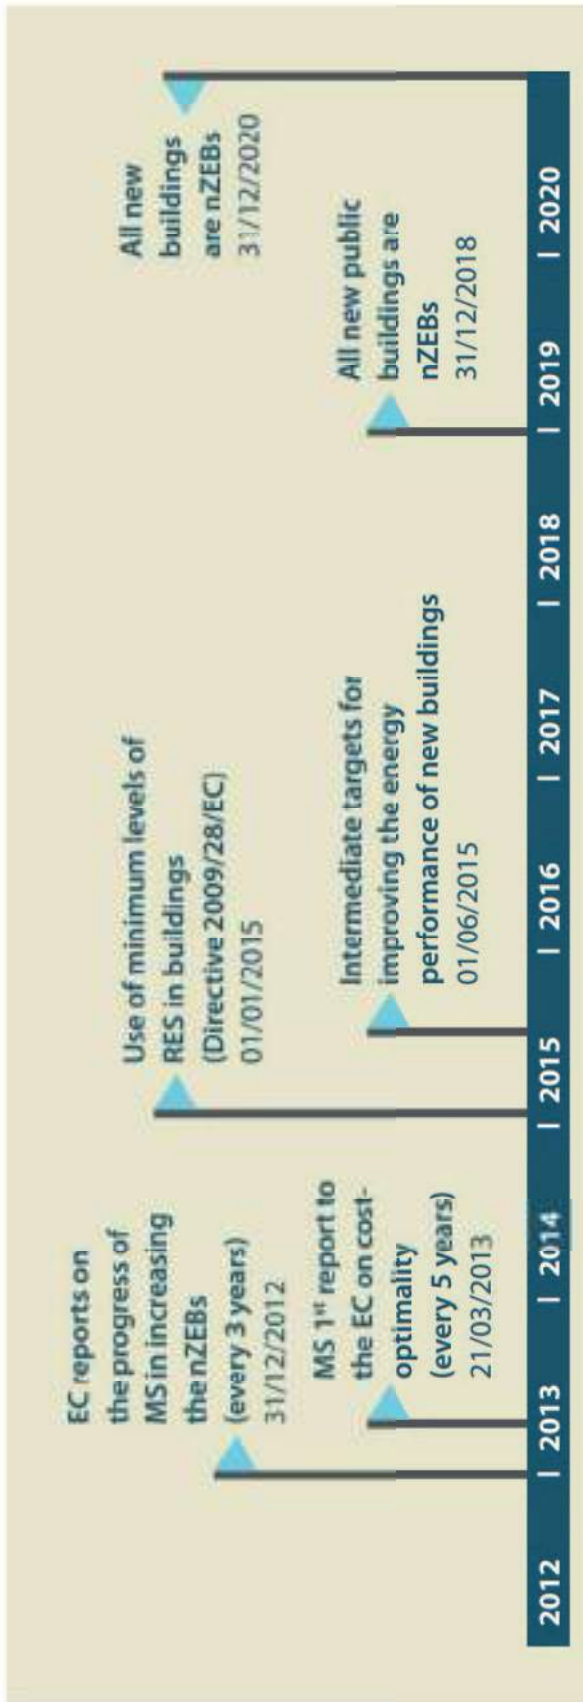 EC reports on
the progress of
MS in increasing
the nZEBs
(every 3 years)
31/12/2012
MS 1st report to
the EC on cost-
optimality
(every 5 years)
21/03/2013
Use of minimum levels of
RES in buildings
(Directive 2009/28/EC)
01/01/2015
Intermediate targets for
improving the energy
performance of new buildings
01/06/2015
All new public
buildings are
nZEBs
31/12/2018
All new
buildings
are nZEBs
31/12/2020
2012 | 2013 | 2014 | 2015 | 2016 | 2017 | 2018 | 2019 | 2020